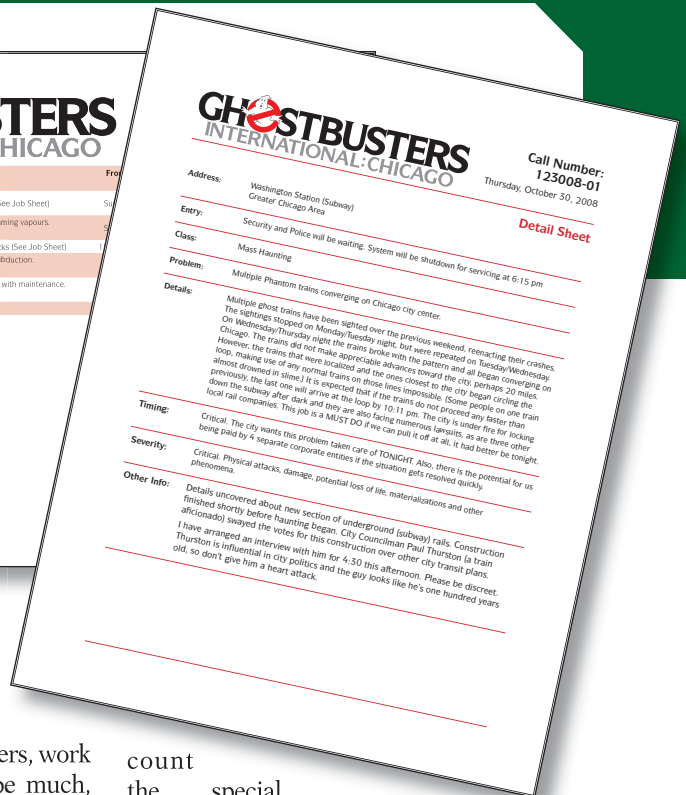 STERS
CHICAGO
Fro
See Job Sheet)
Su
ming vapours.
S
cks (See Job Sheet)
1
bduction.
with maintenance.
GHOSTBUSTERS
INTERNATIONAL:CHICAGO
Call Number:
123008-01
Thursday, October 30, 2008
Detail Sheet
Address:
Washington Station (Subway)
Greater Chicago Area
Entry:
Security and Police will be waiting. System will be shutdown for servicing at 6:15 pm
Class:
Mass Haunting
Problem:
Multiple Phantom trains converging on Chicago city center.
Details:
Multiple ghost trains have been sighted over the previous weekend, reenacting their crashes.
The sightings stopped on Monday/Tuesday night, but were repeated on Tuesday/Wednesday.
On Wednesday/Thursday night the trains broke with the pattern and all began converging on
Chicago. The trains did not make appreciable advances toward the city, perhaps 20 miles.
However, the trains that were localized and the ones closest to the city began circling the
loop, making use of any normal trains on those lines impossible. (Some people on one train
almost drowned in slime.) It is expected that if the trains do not proceed any faster than
previously, the last one will arrive at the loop by 10:11 pm. The city is under fire for locking
down the subway after dark and they are also facing numerous lawsuits, as are three other
local rail companies. This job is a MUST DO if we can pull it off at all, it had better be tonight.
Timing:
Critical. The city wants this problem taken care of TONIGHT. Also, there is the potential for us
being paid by 4 separate corporate entities if the situation gets resolved quickly.
Severity:
Critical. Physical attacks, damage, potential loss of life, materializations and other
phenomena.
Other Info:
Details uncovered about new section of underground (subway) rails. Construction
finished shortly before haunting began. City Councilman Paul Thurston (a train
aficionado) swayed the votes for this construction over other city transit plans.
I have arranged an interview with him for 4:30 this afternoon. Please be discreet.
Thurston is influential in city politics and the guy looks like he's one hundred years
old, so don't give him a heart attack.
ers, work
be much,
count
the special